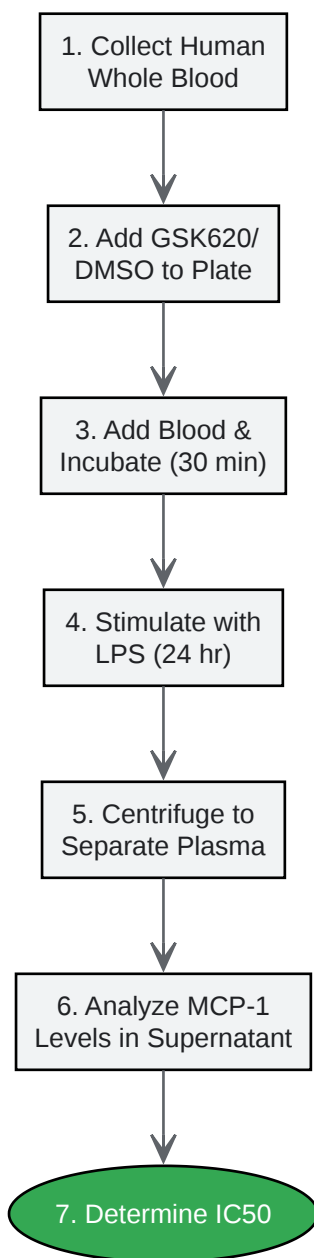 1. Collect Human
Whole Blood
2. Add GSK620/
DMSO to Plate
3. Add Blood &
Incubate (30 min)
4. Stimulate with
LPS (24 hr)
5. Centrifuge to
Separate Plasma
6. Analyze MCP-1
Levels in Supernatant
7. Determine IC50